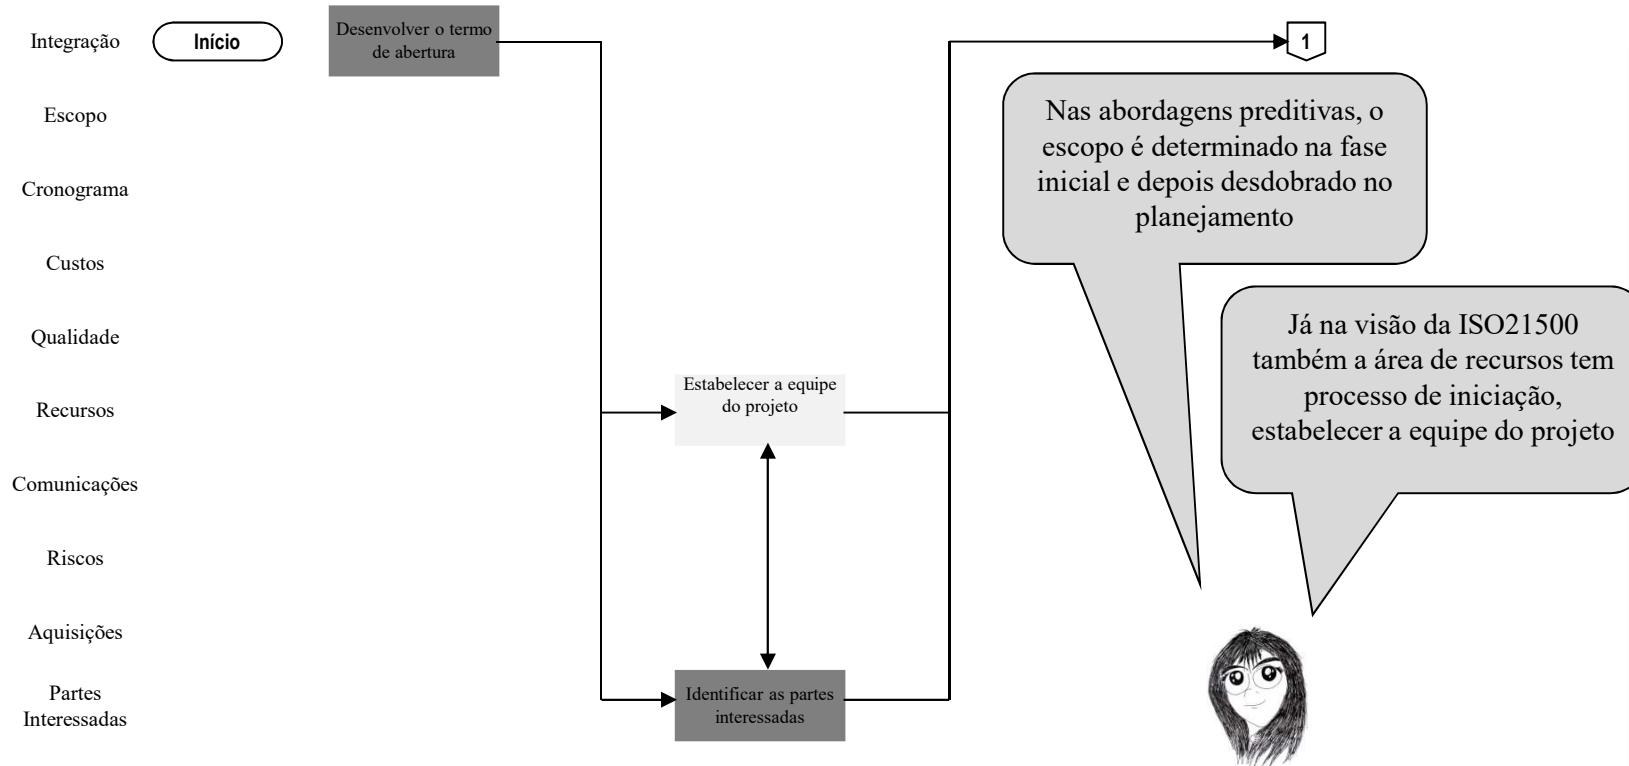 Integração
Início
Desenvolver o termo
de abertura
1
Escopo
Cronograma
Custos
Qualidade
Recursos
Comunicações
Riscos
Aquisições
Partes
Interessadas
Estabelecer a equipe
do projeto
Identificar as partes
interessadas
Nas abordagens preditivas, o
escopo é determinado na fase
inicial e depois desdobrado no
planejamento
Já na visão da ISO21500
também a área de recursos tem
processo de iniciação,
estabelecer a equipe do projeto